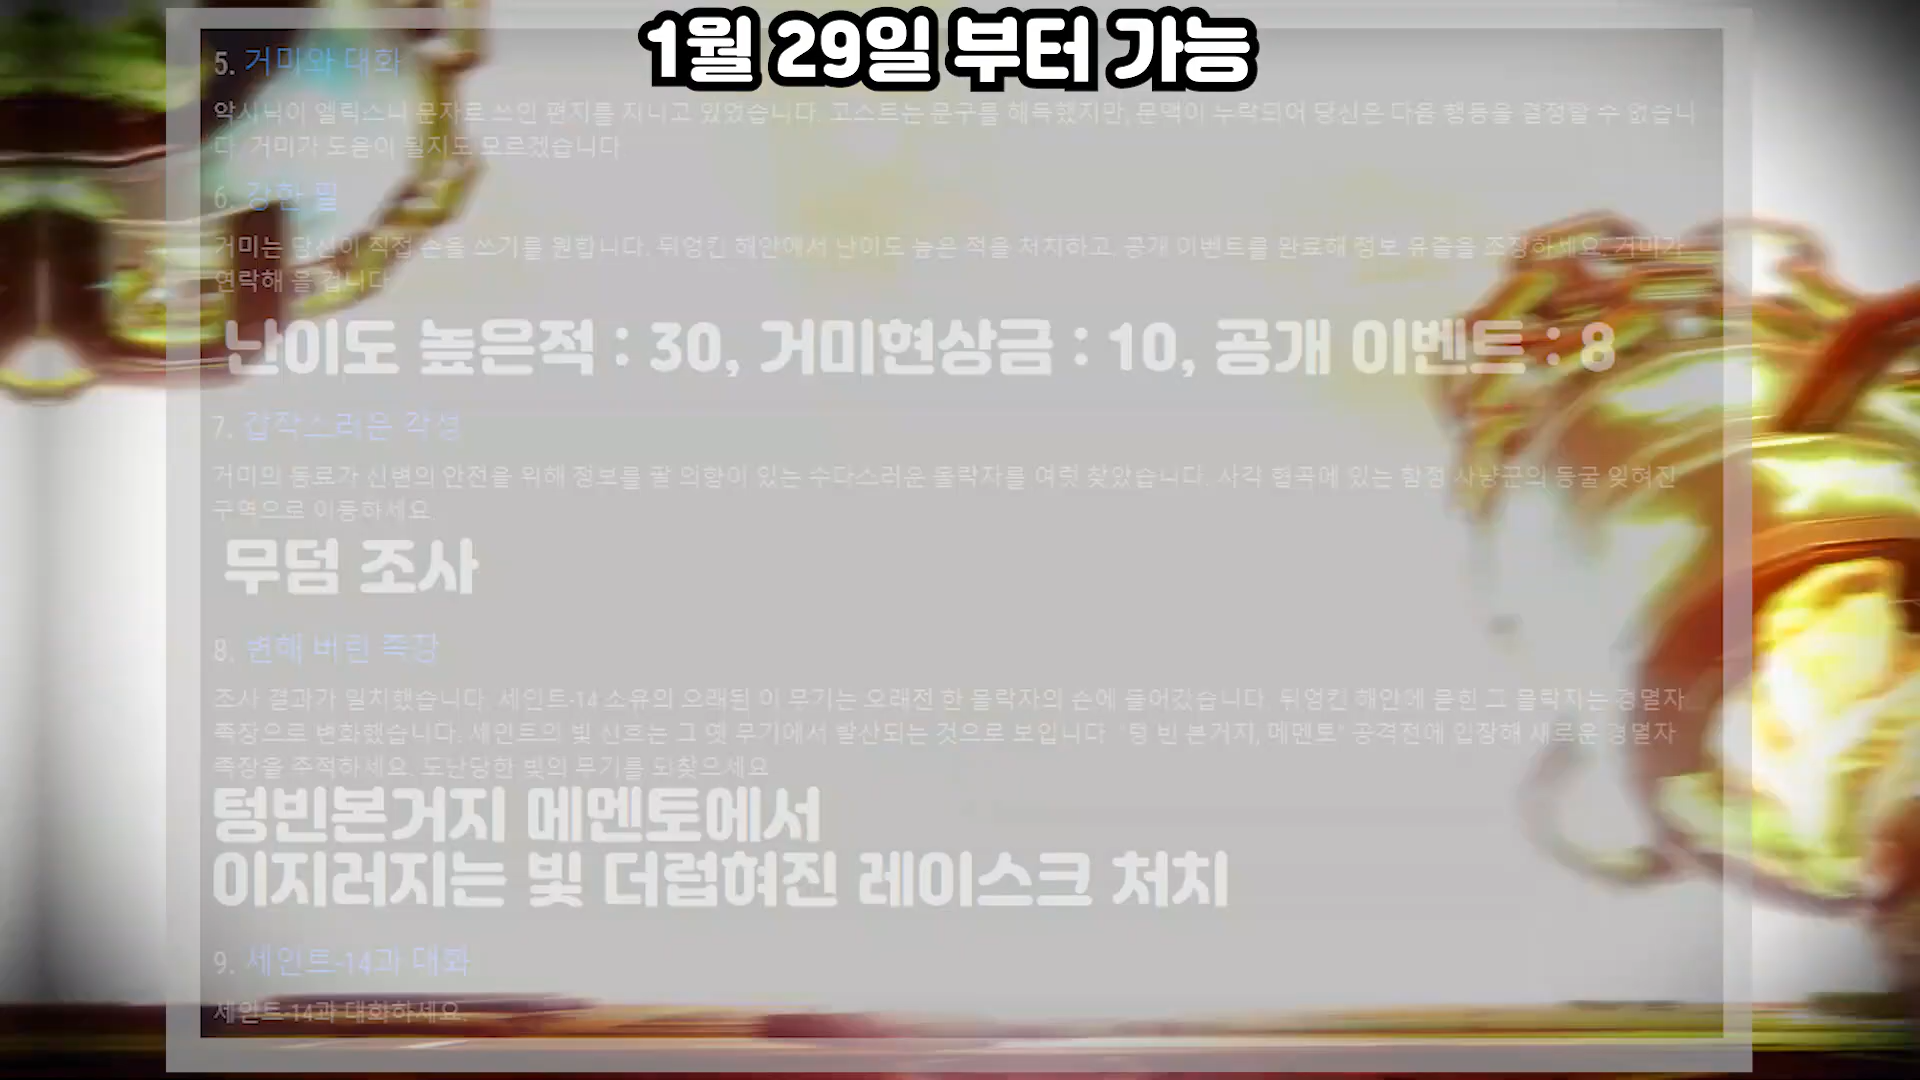 1월 29일 부터 가능
5. 거미와 대화
악시닉이 엘릭스니 문자로 쓰인 편지를 지니고 있었습니다. 고스트는 문구를 해독했지만, 문맥이 누락되어 당신은 다음 행동을 결정할 수 없습니
다. 거미가 도움이 될지도 모르겠습니다.
6. 강한 팔
거미는 당신이 직접 손을 쓰기를 원합니다. 뒤엉킨 해안에서 난이도 높은 적을 처치하고, 공개 이벤트를 완료해 정보 유출을 조장하세요. 거미가
연락해 올 겁니다.
난이도 높은적 : 30, 거미현상금 : 10, 공개 이벤트 : 8
7. 갑작스러운 각성
거미의 동료가 신변의 안전을 위해 정보를 팔 의향이 있는 수다스러운 몰락자를 여럿 찾았습니다. 사각 협곡에 있는 함정 사냥꾼의 동굴 잊혀진
구역으로 이동하세요.
무덤 조사
8. 변해 버린 족장
조사 결과가 일치했습니다. 세인트-14 소유의 오래된 이 무기는 오래전 한 몰락자의 손에 들어갔습니다. 뒤엉킨 해안에 묻힌 그 몰락자는 경멸자
족장으로 변화했습니다. 세인트의 빛 신호는 그 옛 무기에서 발산되는 것으로 보입니다. "텅 빈 본거지, 메멘토" 공격전에 입장해 새로운 경멸자
족장을 추적하세요. 도난당한 빛의 무기를 되찾으세요.
텅빈본거지 메멘토에서
이지러지는 빛 더럽혀진 레이스크 처치
9. 세인트-14과 대화
세인트-14과 대화하세요.